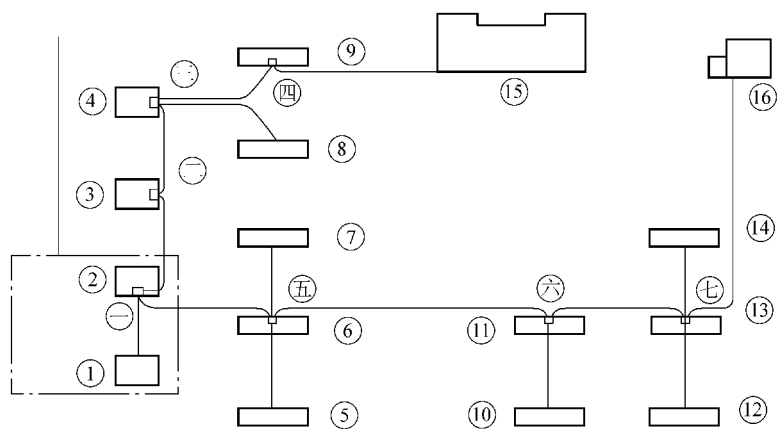 ⑨
④
四
⑮
⑯
⑧
二
③
⑦
⑭
②
五
六
七
一
⑥
⑪
⑬
①
⑤
⑩
⑫